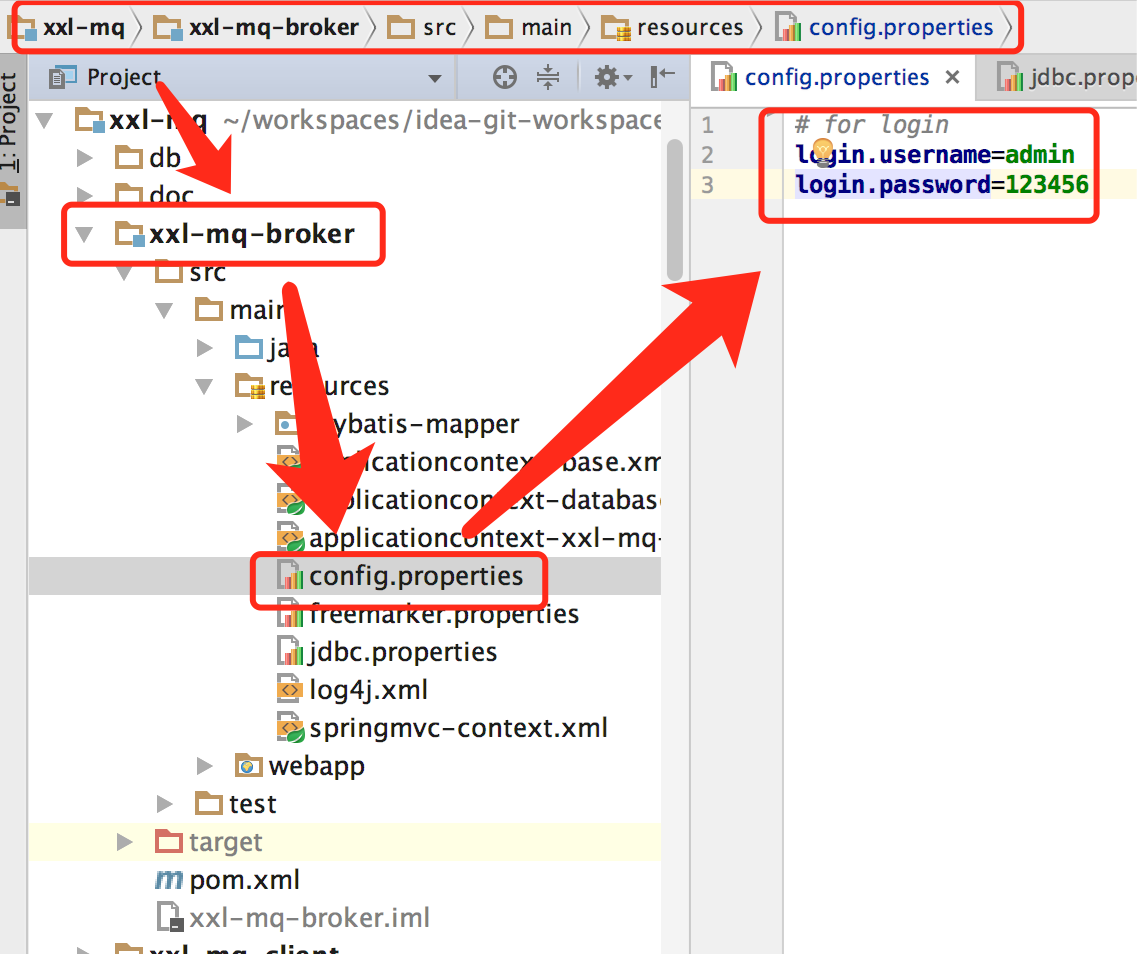 xxl-mq xxl-mq-broker src main resources config.properties
1: Project
Project
config.properties jdbc.prop
xxl-mq ~/workspaces/idea-git-workspace
db
doc
xxl-mq-broker
src
main
java
resources
ybatis-mapper
applicationcontext-base.xm
applicationcontext-database
applicationcontext-xxl-mq-
config.properties
freemarker.properties
jdbc.properties
log4j.xml
springmvc-context.xml
webapp
test
target
pom.xml
xxl-mq-broker.iml
xxl-mq-client
1 # for login
2 login.username=admin
3 login.password=123456